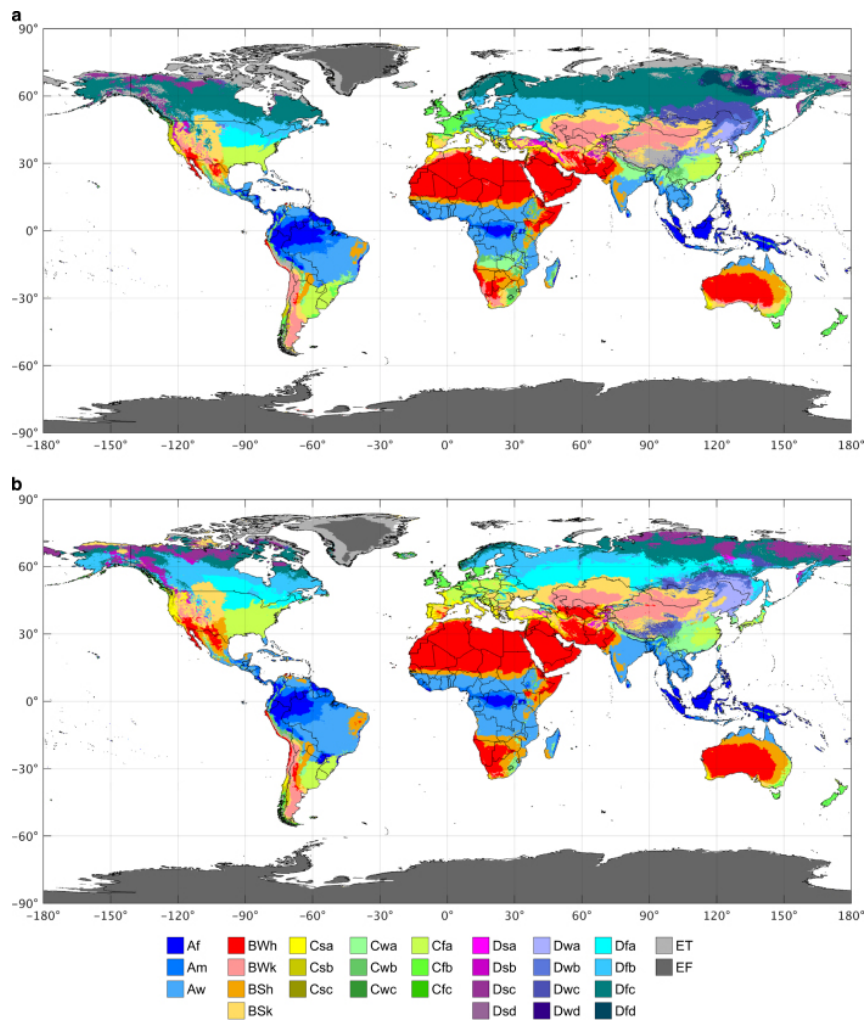 a
90°
60°
30°
0°
−30°
−60°
−90°
−180° −150° −120° −90° −60° −30° 0° 30° 60° 90° 120° 150° 180°
b
90°
60°
30°
0°
−30°
−60°
−90°
−180° −150° −120° −90° −60° −30° 0° 30° 60° 90° 120° 150° 180°
Af BWh Csa Cwa Cfa Dsa Dwa Dfa ET
Am BWk Csb Cwb Cfb Dsb Dwb Dfb EF
Aw BSh Csc Cwc Cfc Dsc Dwc Dfc
BSk Dsd Dwd Dfd